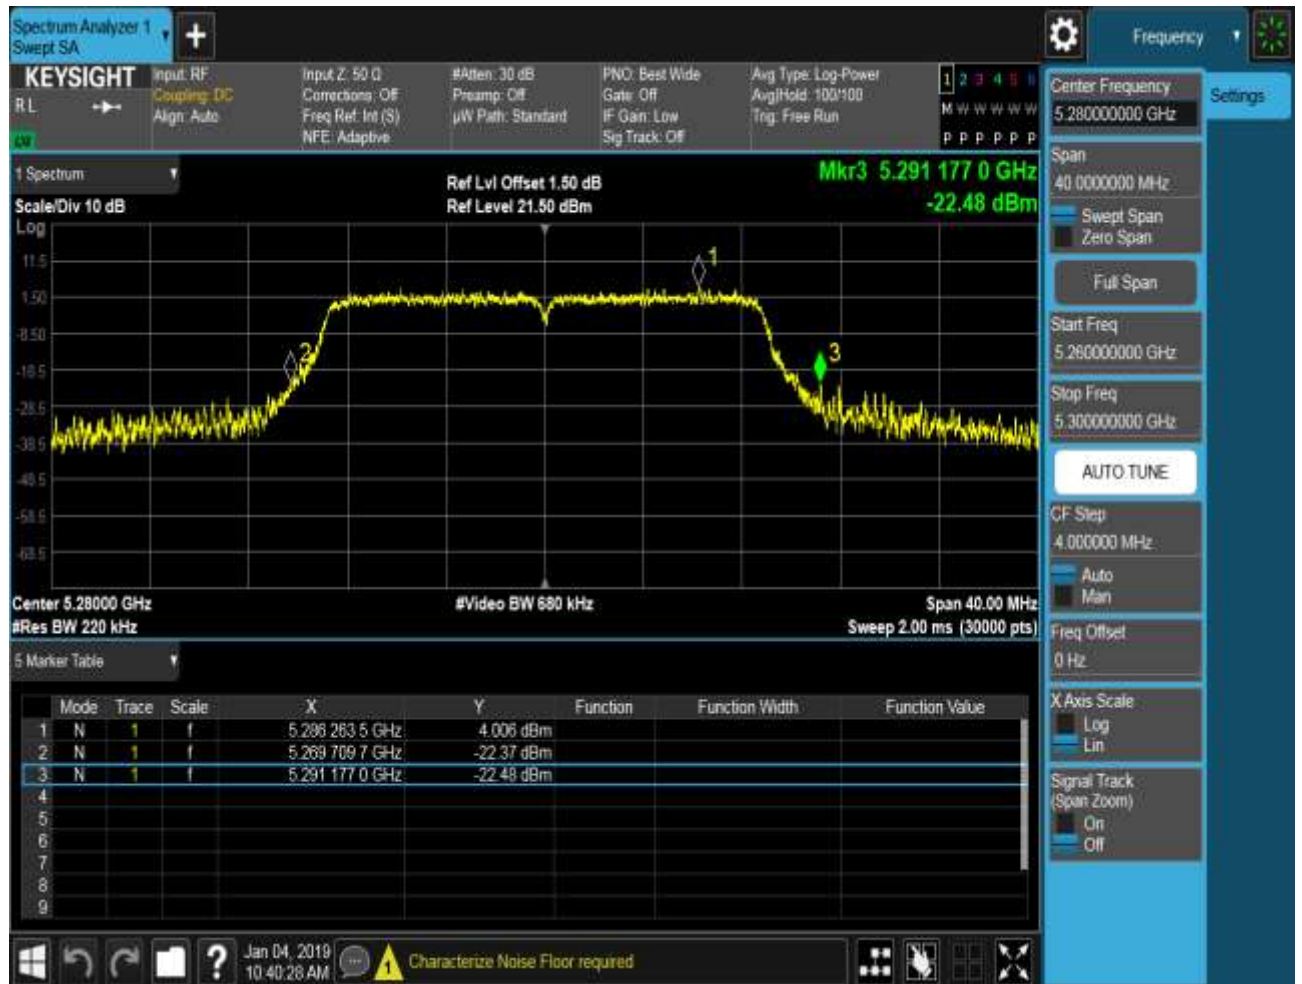 Spectrum Analyzer 1
Swept SA
+
Frequency
KEYSIGHT
R L
Input: RF
Coupling: DC
Align: Auto
Input Z: 50 Ω
Corrections: Off
Freq Ref: Int (S)
NFE: Adaptive
#Atten: 30 dB
Preamp: Off
µW Path: Standard
PNO: Best Wide
Gate: Off
IF Gain: Low
Sig Track: Off
Avg Type: Log-Power
Avg|Hold: 100/100
Trig: Free Run
1 2 3 4 5 6
M W W W W W
P P P P P P
1 Spectrum
Scale/Div 10 dB
Ref Lvl Offset 1.50 dB
Ref Level 21.50 dBm
Mkr3 5.291 177 0 GHz
-22.48 dBm
Log
11.5
1.50
-8.50
-18.5
-28.5
-38.5
-48.5
-58.5
-68.5
1
2
3
Center 5.28000 GHz
#Video BW 680 kHz
Span 40.00 MHz
#Res BW 220 kHz
Sweep 2.00 ms (30000 pts)
5 Marker Table
Mode Trace Scale X Y Function Function Width Function Value
1 N 1 f 5.286 263 5 GHz 4.006 dBm
2 N 1 f 5.269 709 7 GHz -22.37 dBm
3 N 1 f 5.291 177 0 GHz -22.48 dBm
4
5
6
7
8
9
Center Frequency
5.280000000 GHz
Settings
Span
40.0000000 MHz
Swept Span
Zero Span
Full Span
Start Freq
5.260000000 GHz
Stop Freq
5.300000000 GHz
AUTO TUNE
CF Step
4.000000 MHz
Auto
Man
Freq Offset
0 Hz
X Axis Scale
Log
Lin
Signal Track
(Span Zoom)
On
Off
?
Jan 04, 2019
10:40:28 AM
1
Characterize Noise Floor required